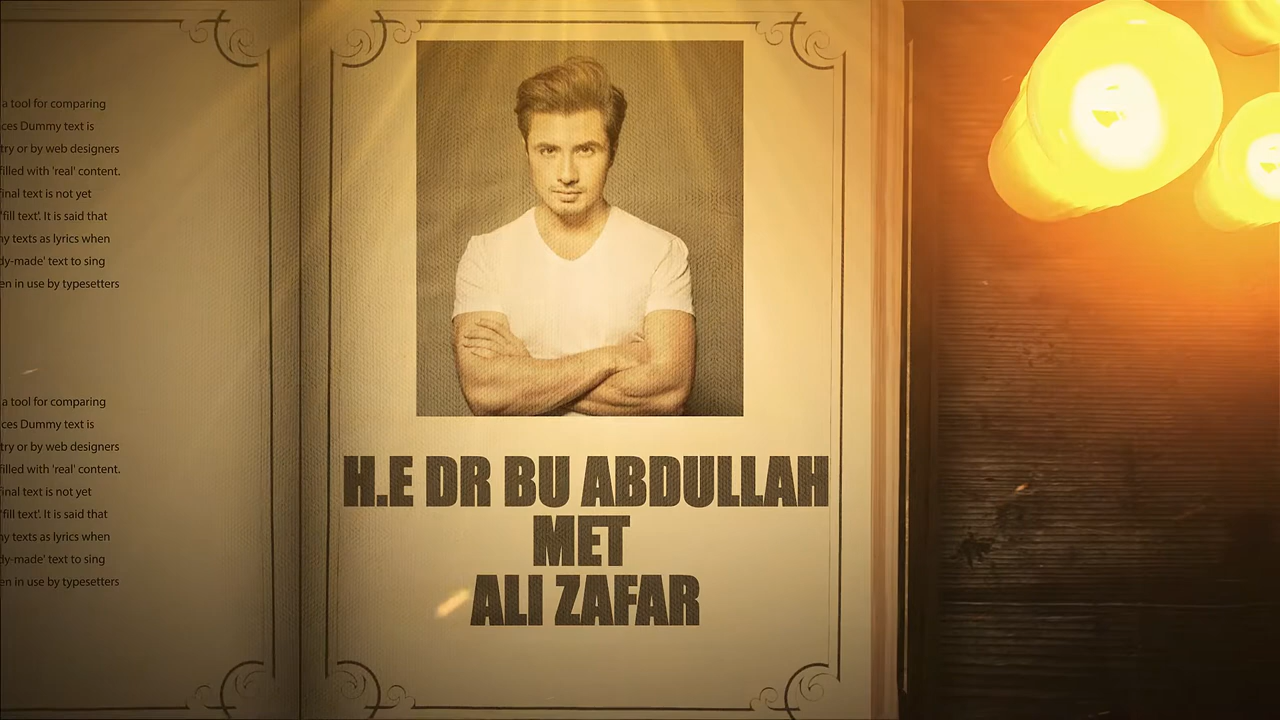 a tool for comparing
ces Dummy text is
try or by web designers
filled with 'real' content.
final text is not yet
'fill text'. It is said that
ny texts as lyrics when
dy-made' text to sing
en in use by typesetters
a tool for comparing
ces Dummy text is
try or by web designers
filled with 'real' content.
final text is not yet
'fill text'. It is said that
ny texts as lyrics when
dy-made' text to sing
en in use by typesetters
H.E DR BU ABDULLAH
MET
ALI ZAFAR